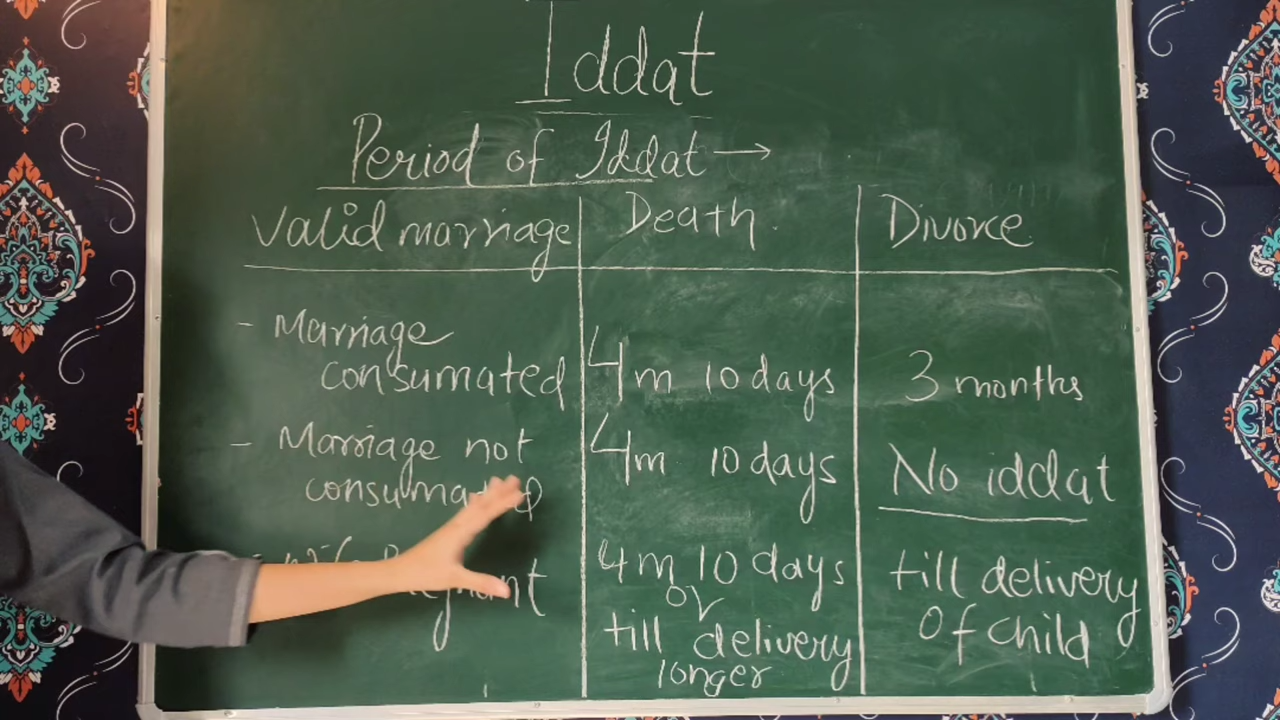 Iddat
Period of Iddat →
Valid marriage Death. Divorce
- Marriage
consumated 4m 10 days 3 months
- Marriage not
consumated 4m 10 days No iddat
4m 10 days till delivery
or of child
till delivery
longer